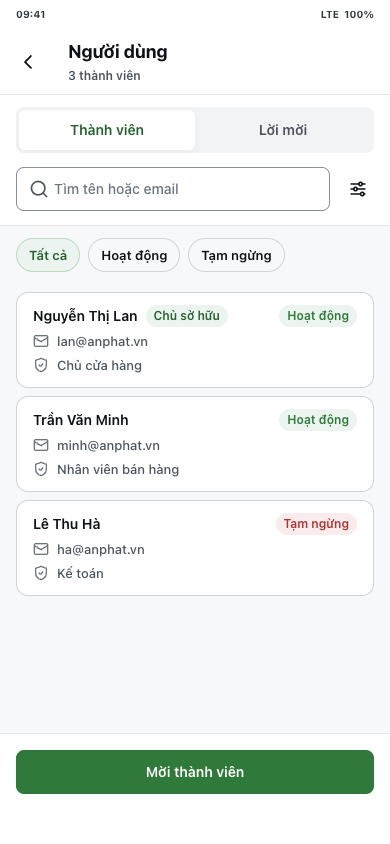 09:41 LTE 100%
Người dùng
3 thành viên
Thành viên Lời mời
Tìm tên hoặc email
Tất cả Hoạt động Tạm ngừng
Nguyễn Thị Lan Chủ sở hữu Hoạt động
lan@anphat.vn
Chủ cửa hàng
Trần Văn Minh Hoạt động
minh@anphat.vn
Nhân viên bán hàng
Lê Thu Hà Tạm ngừng
ha@anphat.vn
Kế toán
Mời thành viên